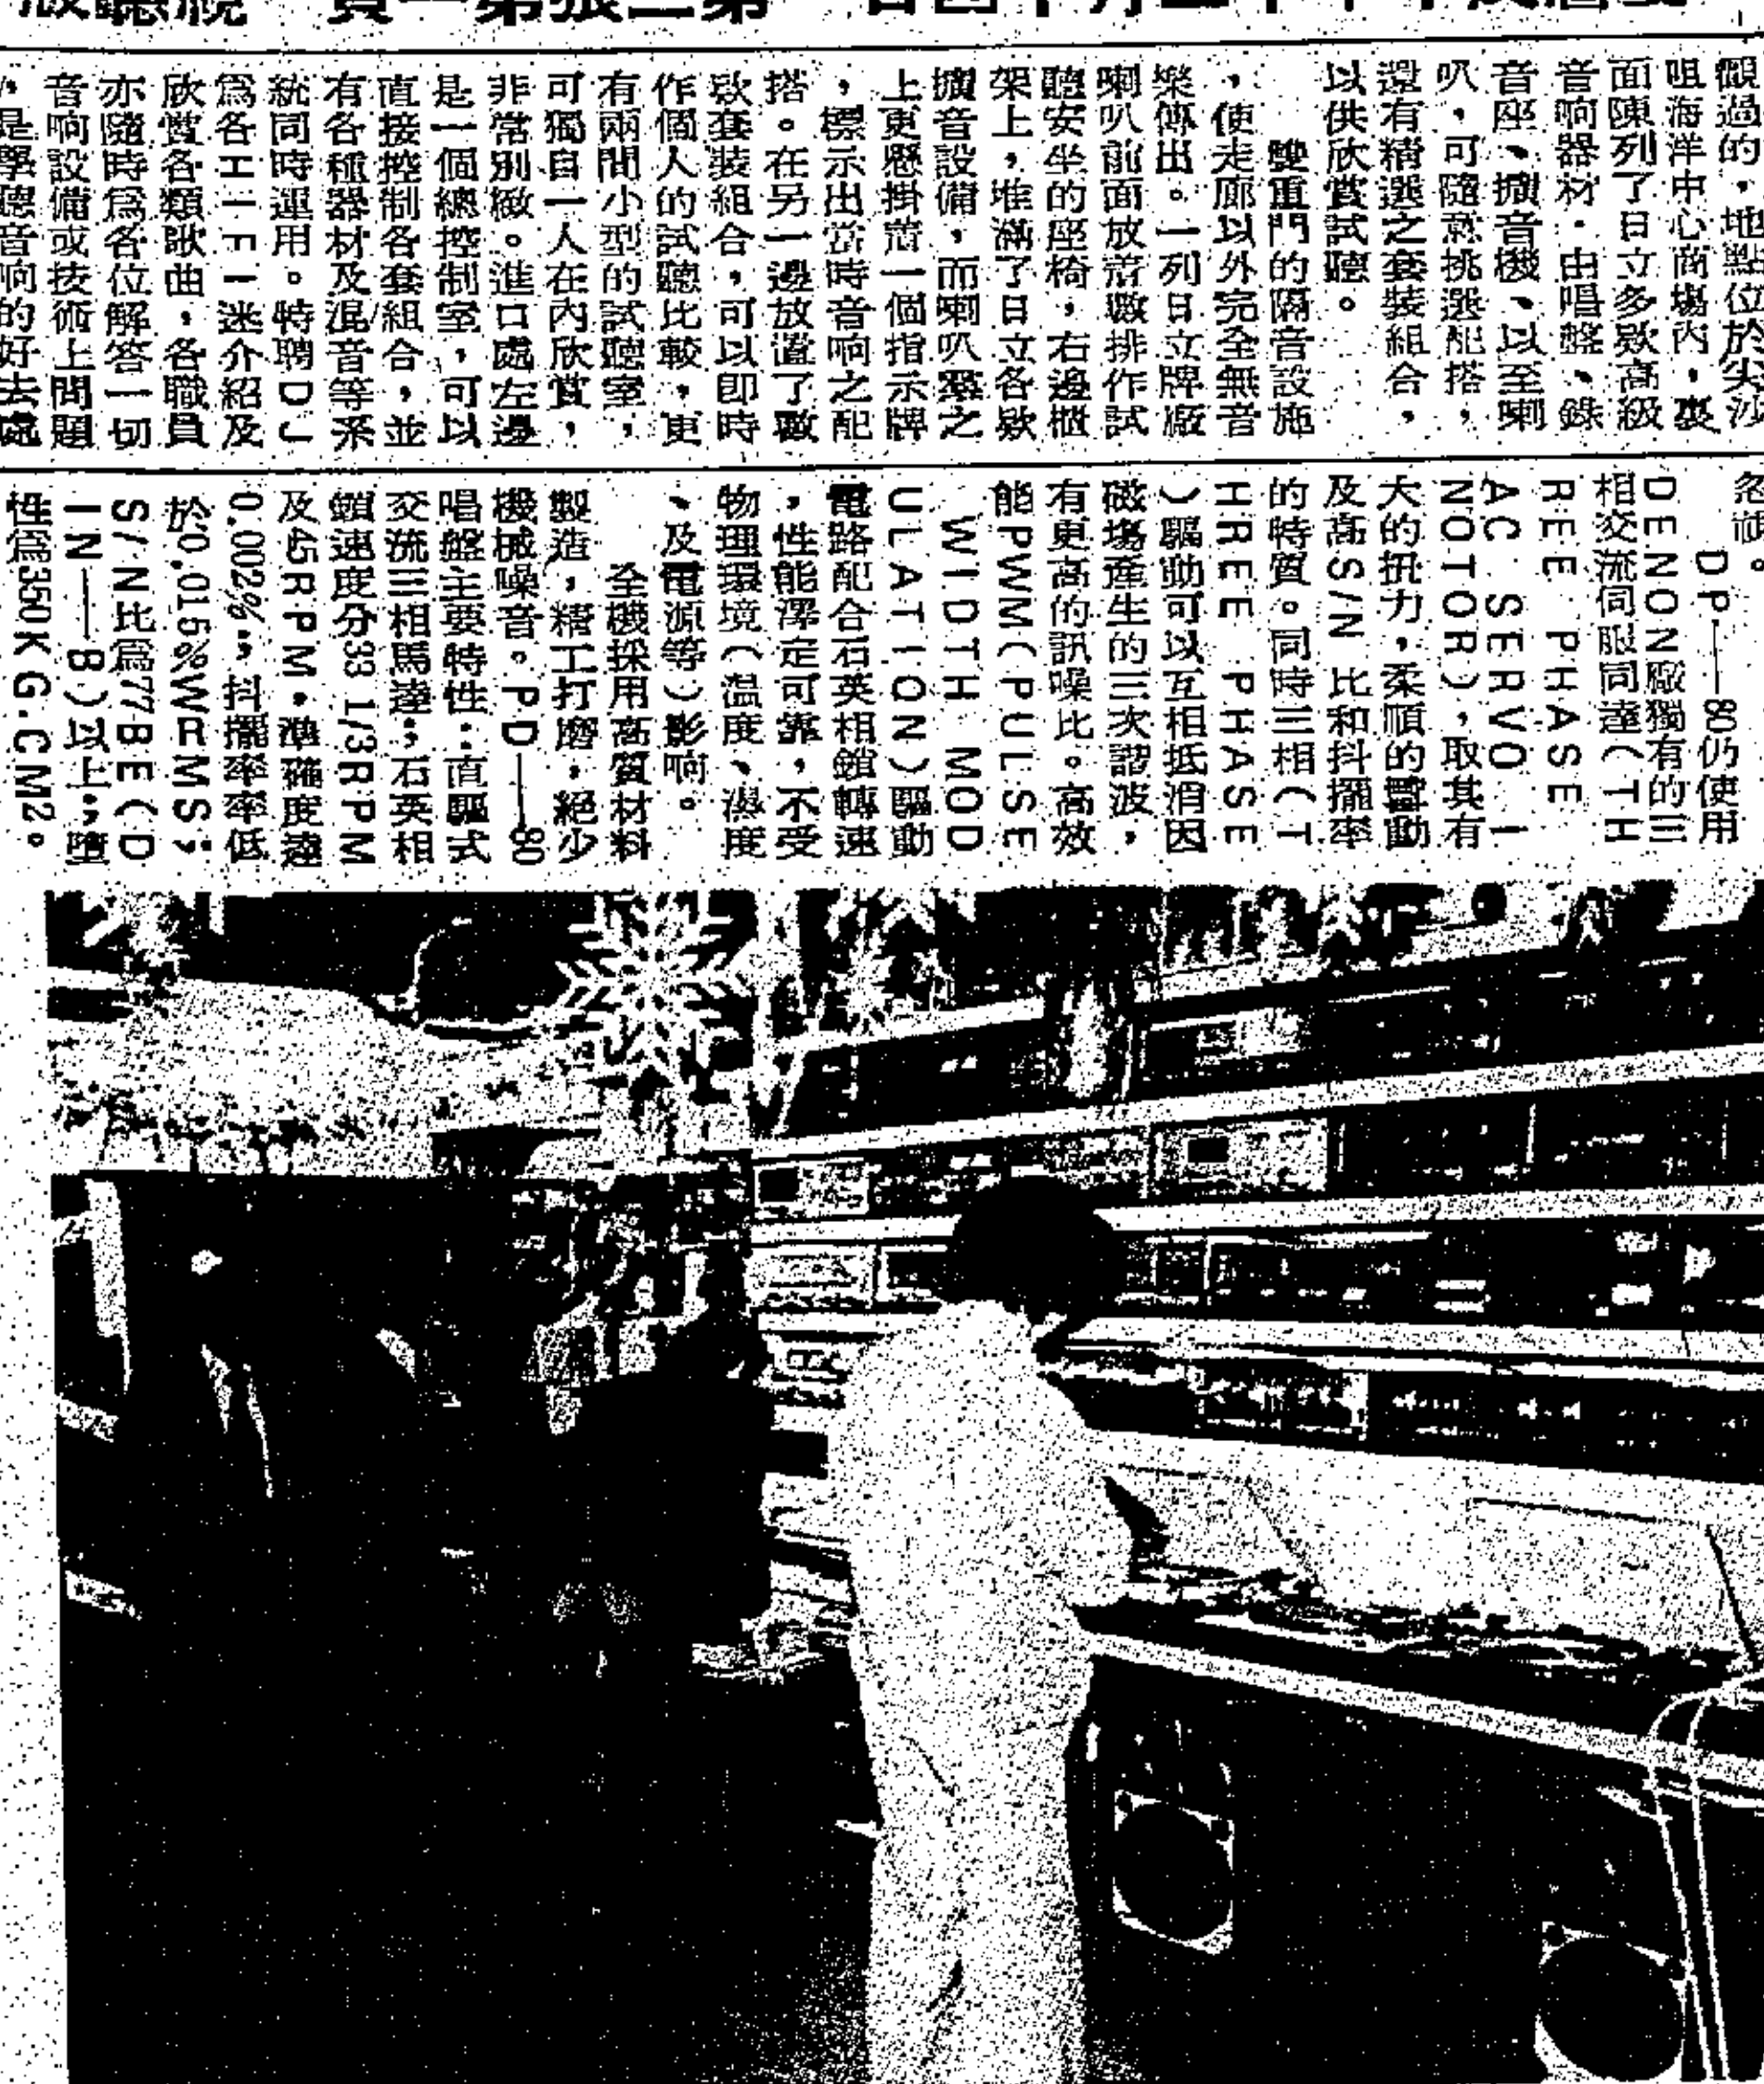 第三張第一頁
觀過的，地點位於尖沙
咀海洋中心商場內，裏
面陳列了日立多欵高級
音响器材．由唱盤、錄
音座、擴音機、以至喇
叭，可隨意挑選配搭，
還有精選之套裝組合，
以供欣賞試聽。
雙重門的隔音設施
，使走廊以外完全無音
樂傳出。一列日立牌廠
喇叭前面放着數排作試
聽安坐的座椅，右邊櫃
架上，堆滿了日立各欵
擴音設備，而喇叭羣之
上更懸掛着一個指示牌
，標示出當時音响之配
搭。在另一邊放置了數
欵套裝組合，可以即時
作個人的試聽比較，更
有兩間小型的試聽室，
可獨自一人在內欣賞，
非常別緻。進口處左邊
是一個總控制室，可以
直接控制各套組合，並
有各種器材及混音等系
統同時運用。特聘DJ
爲各HIFI迷介紹及
欣賞各類歌曲，各職員
亦隨時爲各位解答一切
音响設備或技術上問題
，是學聽音响的好去處
DP—80仍使用
DENON廠獨有的三
相交流伺服同達（TH
REE PHASE
AC SERVO I
NOTOR），取其有
大的扭力，柔順的轉動
及高S/N 比和抖擺率
的特質。同時三相（T
HREE PHASE
）驅動可以互相抵消因
磁塲產生的三次諧波，
有更高的訊噪比。高效
能PWM（PULSE
WIDTH MOD
ULATION）驅動
電路配合石英相鎖轉速
，性能澤定可靠，不受
物理環境（温度、濕度
、及電源等）影响。
全機採用高質材料
製造，精工打磨，絕少
機械噪音。PD—80
唱盤主要特性：直驅式
交流三相馬達；石英相
鎖速度分33 1/3RPM
及45RPM，準確度達
0.002%；抖擺率率低
於0.015%WRMS；
S/N比爲77BE（D
IN—B）以上；墮
性爲350KG.CM2。